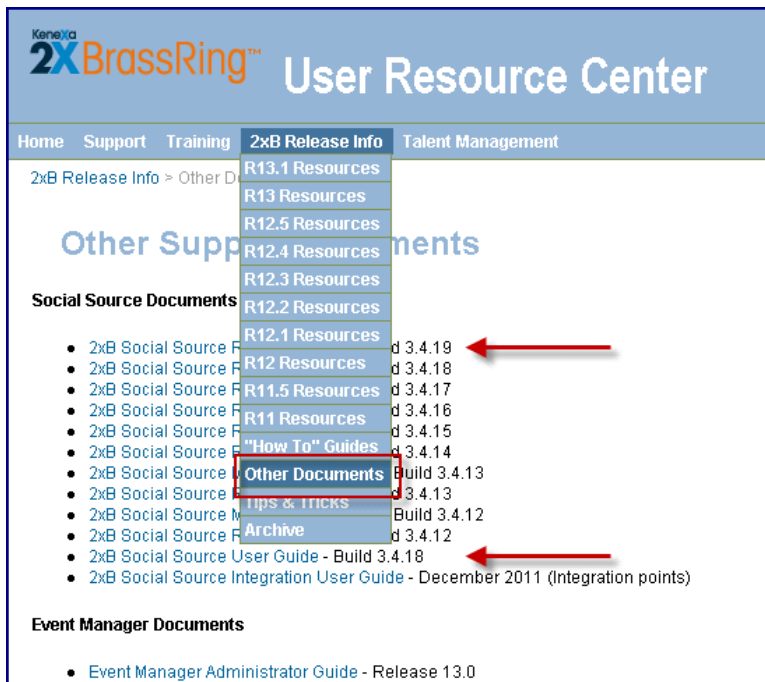 Kenexa
2XBrassRing™
User Resource Center
Home Support Training 2xB Release Info Talent Management
2xB Release Info > Other D
R13.1 Resources
R13 Resources
R12.5 Resources
Other Supp
ments
R12.4 Resources
R12.3 Resources
Social Source Documents
R12.2 Resources
R12.1 Resources
2xB Social Source R d 3.4.19
2xB Social Source R R12 Resources d 3.4.18
2xB Social Source R R11.5 Resources d 3.4.17
2xB Social Source R R11 Resources d 3.4.16
2xB Social Source R d 3.4.15
2xB Social Source "How To" Guides d 3.4.14
2xB Social Source Other Documents Build 3.4.13
2xB Social Source d 3.4.13
Tips & Tricks
2xB Social Source M Build 3.4.12
2xB Social Source R Archive d 3.4.12
2xB Social Source User Guide - Build 3.4.18
2xB Social Source Integration User Guide - December 2011 (Integration points)
Event Manager Documents
Event Manager Administrator Guide - Release 13.0